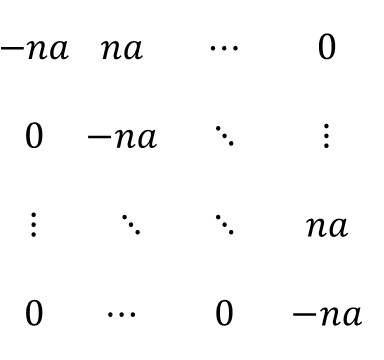 −na na ⋯ 0
0 −na ⋱ ⋮
⋮ ⋱ ⋱ na
0 ⋯ 0 −na